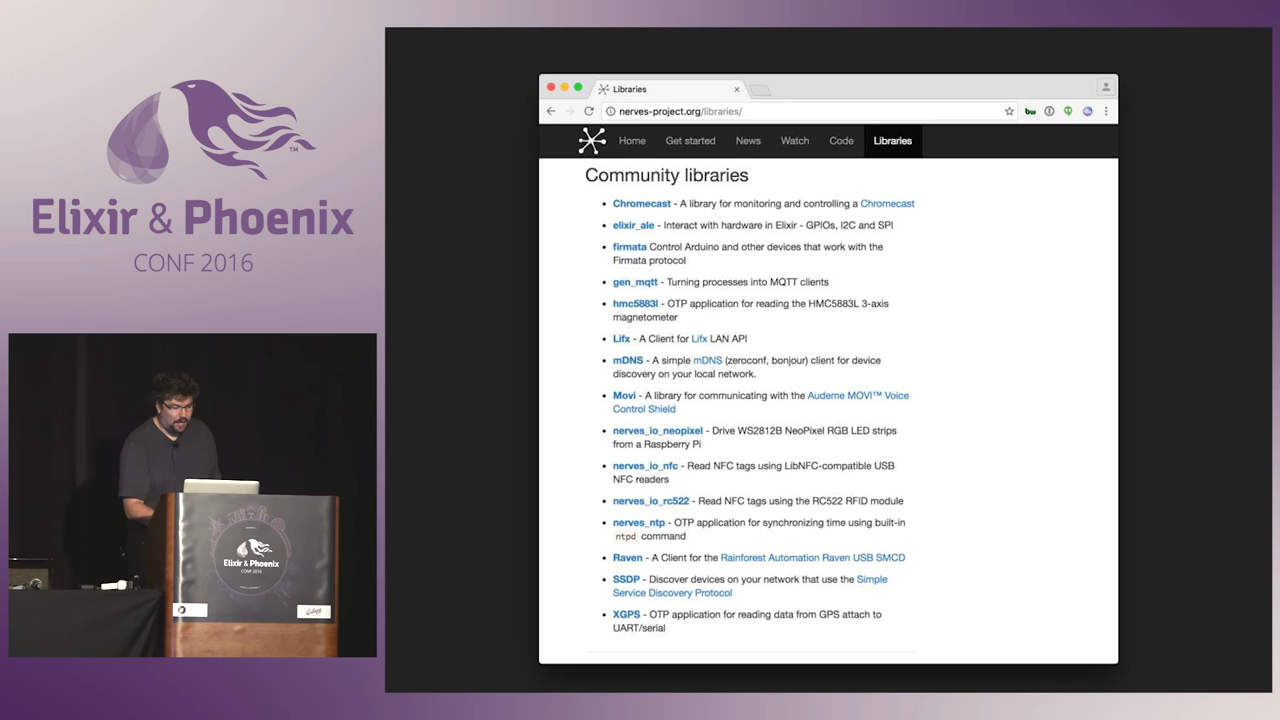 Elixir & Phoenix
TM
CONF 2016
Libraries
nerves-project.org/libraries/
Home
Get started
News
Watch
Code
Libraries
Community libraries
Chromecast - A library for monitoring and controlling a Chromecast
elixir_ale - Interact with hardware in Elixir - GPIOs, I2C and SPI
firmata Control Arduino and other devices that work with the
Firmata protocol
gen_mqtt - Turning processes into MQTT clients
hmc5883l - OTP application for reading the HMC5883L 3-axis
magnetometer
Lifx - A Client for Lifx LAN API
mDNS - A simple mDNS (zeroconf, bonjour) client for device
discovery on your local network.
Movi - A library for communicating with the Audeme MOVI™ Voice
Control Shield
nerves_io_neopixel - Drive WS2812B NeoPixel RGB LED strips
from a Raspberry Pi
nerves_io_nfc - Read NFC tags using LibNFC-compatible USB
NFC readers
nerves_io_rc522 - Read NFC tags using the RC522 RFID module
nerves_ntp - OTP application for synchronizing time using built-in
ntpd command
Raven - A Client for the Rainforest Automation Raven USB SMCD
SSDP - Discover devices on your network that use the Simple
Service Discovery Protocol
XGPS - OTP application for reading data from GPS attach to
UART/serial
Elixir & Phoenix
CONF 2016